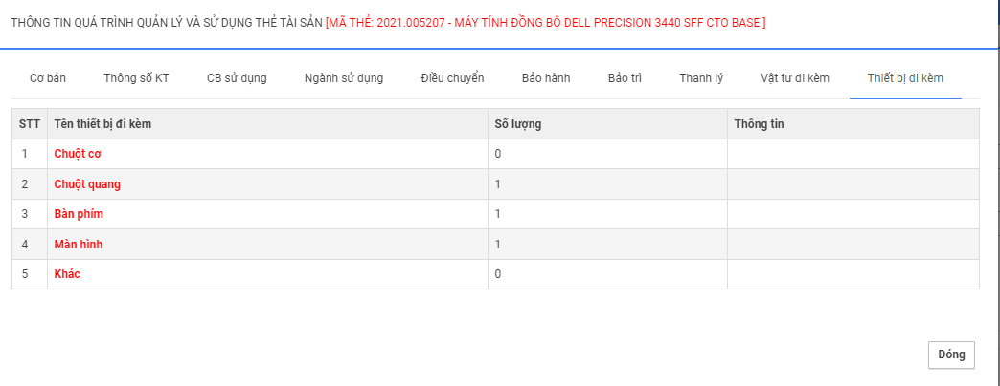 THÔNG TIN QUÁ TRÌNH QUẢN LÝ VÀ SỬ DỤNG THẺ TÀI SẢN [MÃ THẺ: 2021.005207 - MÁY TÍNH ĐỒNG BỘ DELL PRECISION 3440 SFF CTO BASE ]
Cơ bản Thông số KT CB sử dụng Ngành sử dụng Điều chuyển Bảo hành Bảo trì Thanh lý Vật tư đi kèm Thiết bị đi kèm
STT Tên thiết bị đi kèm Số lượng Thông tin
1 Chuột cơ 0
2 Chuột quang 1
3 Bàn phím 1
4 Màn hình 1
5 Khác 0
Đóng